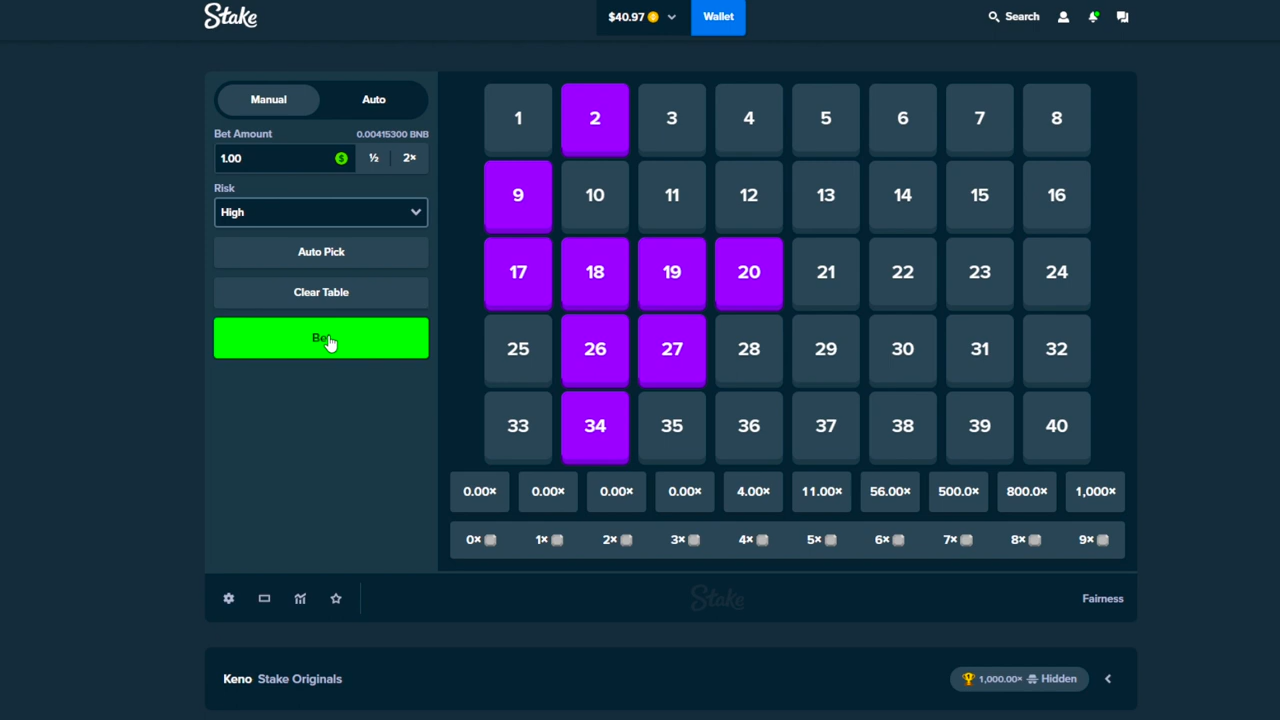 Stake
$40.97
Wallet
Search
Manual
Auto
Bet Amount
0.00415300 BNB
1.00
½
2×
Risk
High
Auto Pick
Clear Table
1 2 3 4 5 6 7 8
9 10 11 12 13 14 15 16
17 18 19 20 21 22 23 24
25 26 27 28 29 30 31 32
33 34 35 36 37 38 39 40
0.00× 0.00× 0.00× 0.00× 4.00× 11.00× 56.00× 500.0× 800.0× 1,000×
0× 1× 2× 3× 4× 5× 6× 7× 8× 9×
Stake
Fairness
Keno Stake Originals
1,000.00× Hidden